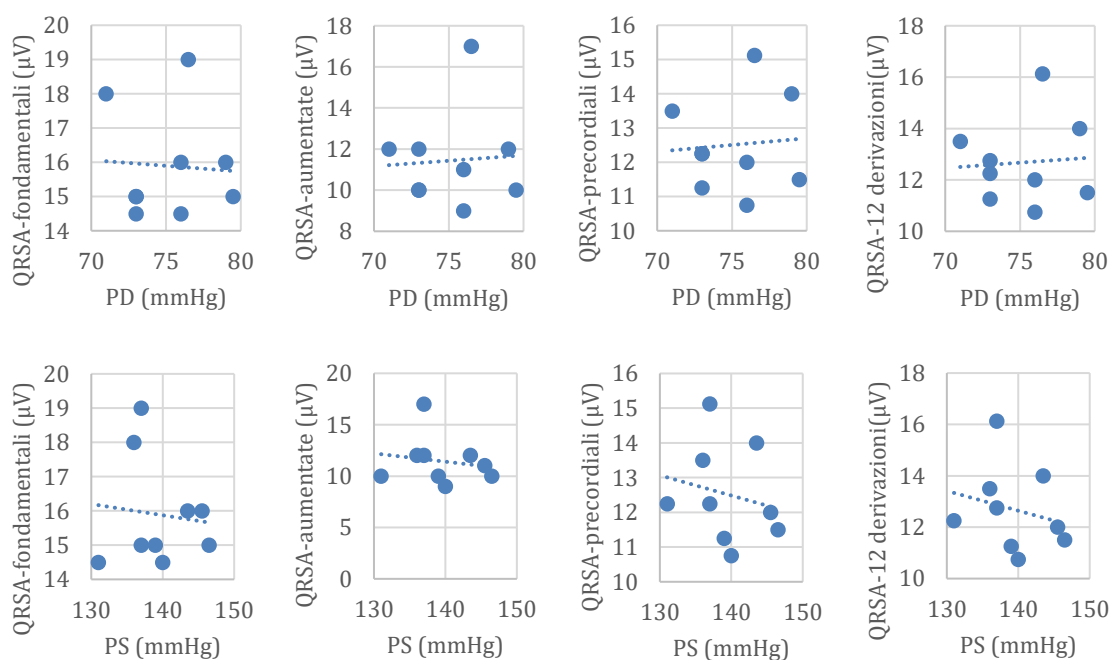 QRSA-fondamentali (µV)
20
19
18
17
16
15
14
70 75 80
PD (mmHg)
QRSA-aumentate (µV)
18
16
14
12
10
8
70 75 80
PD (mmHg)
QRSA-precordiali (µV)
16
15
14
13
12
11
10
70 75 80
PD (mmHg)
QRSA-12 derivazioni(µV)
18
16
14
12
10
70 75 80
PD (mmHg)
QRSA-fondamentali (µV)
20
19
18
17
16
15
14
130 140 150
PS (mmHg)
QRSA-aumentate (µV)
20
15
10
5
0
130 140 150
PS (mmHg)
QRSA-precordiali (µV)
16
15
14
13
12
11
10
130 140 150
PS (mmHg)
QRSA-12 derivazioni(µV)
18
16
14
12
10
130 140 150
PS (mmHg)